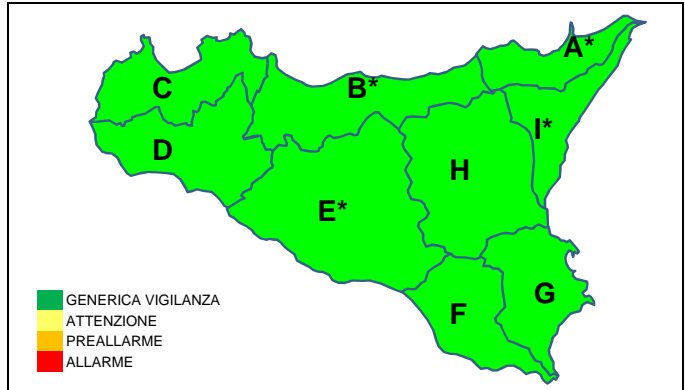 A*
C
B*
I*
D
H
E*
G
F
GENERICA VIGILANZA
ATTENZIONE
PREALLARME
ALLARME